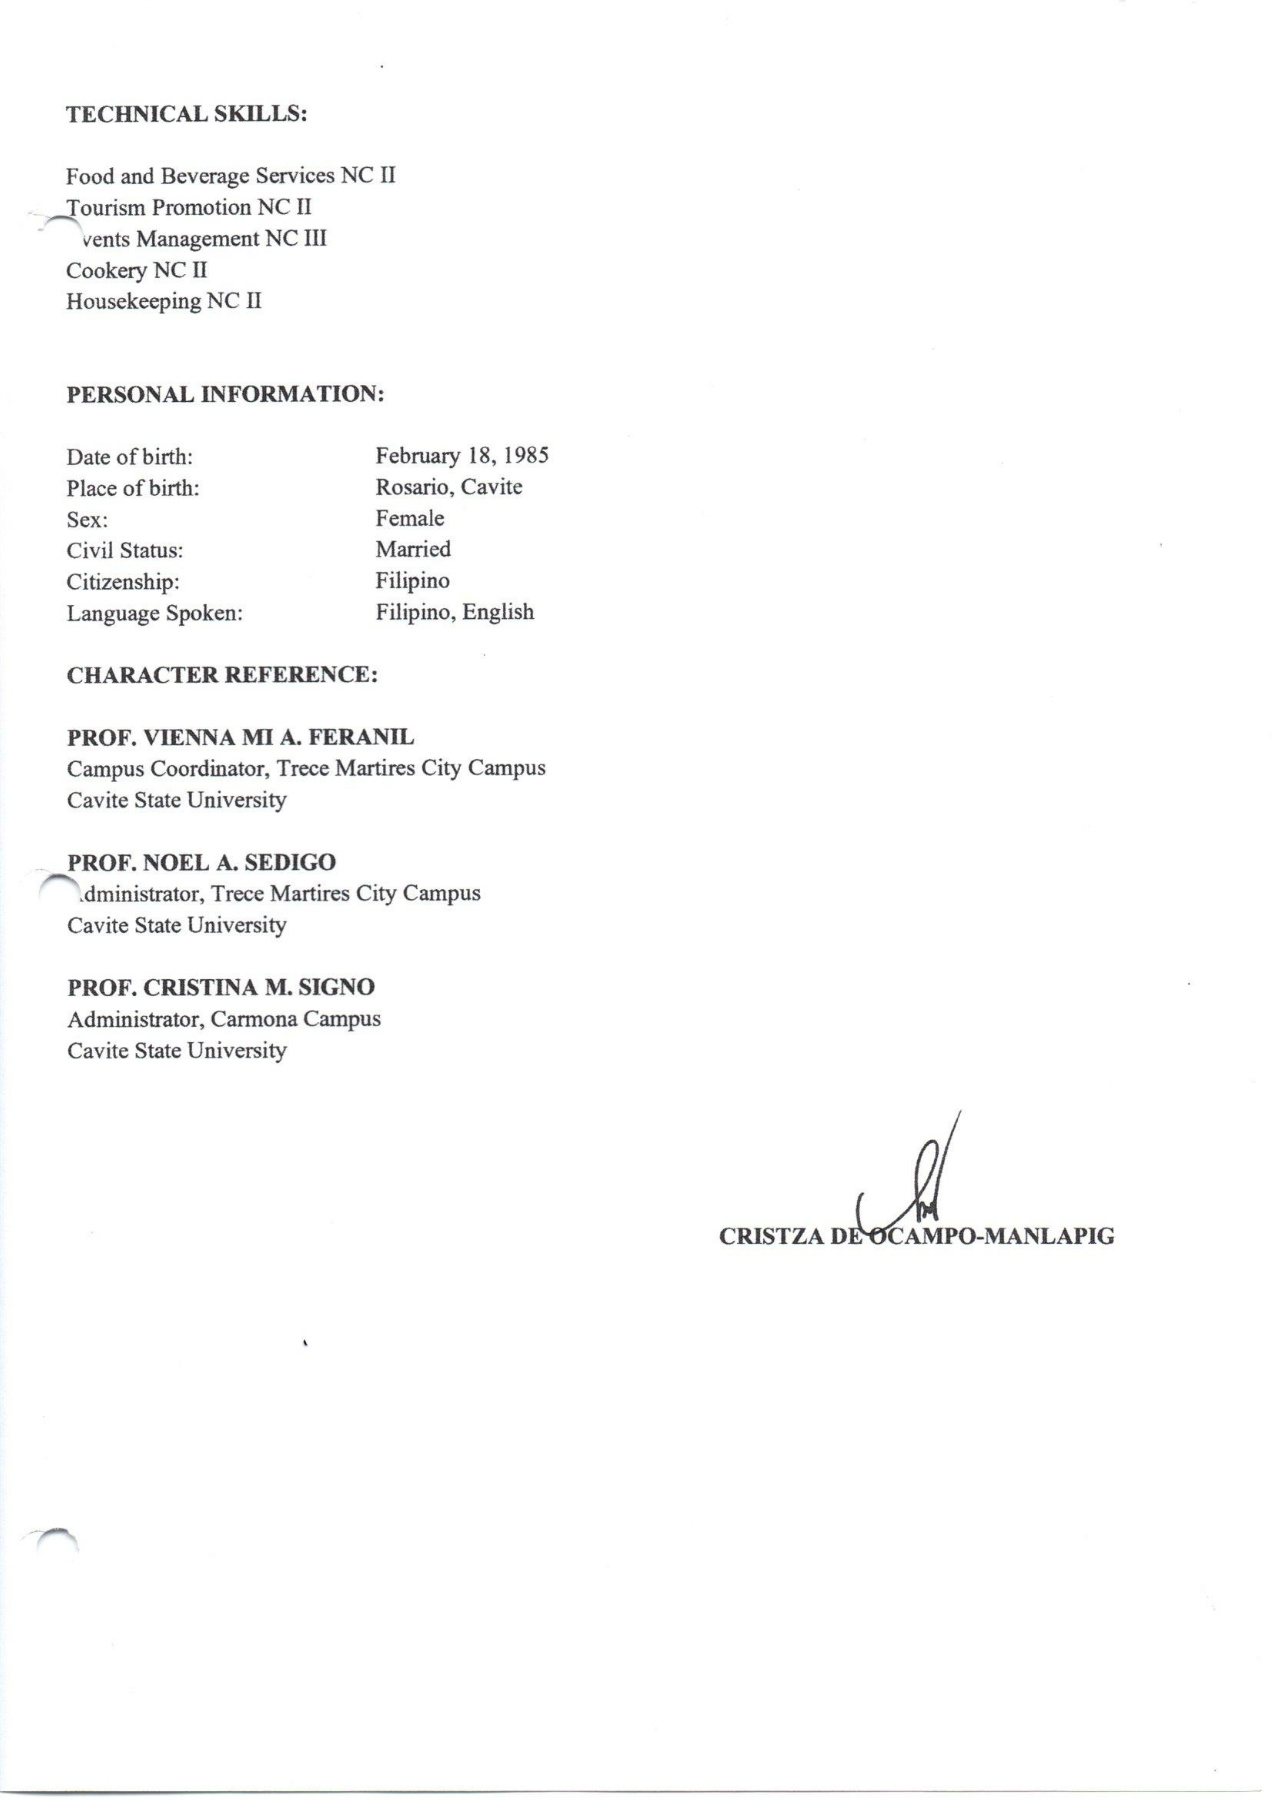 TECHNICAL SKILLS:
Food and Beverage Services NC II
Tourism Promotion NC II
vents Management NC III
Cookery NC II
Housekeeping NC II
PERSONAL INFORMATION:
Date of birth: February 18, 1985
Place of birth: Rosario, Cavite
Sex: Female
Civil Status: Married
Citizenship: Filipino
Language Spoken: Filipino, English
CHARACTER REFERENCE:
PROF. VIENNA MI A. FERANIL
Campus Coordinator, Trece Martires City Campus
Cavite State University
PROF. NOEL A. SEDIGO
dministrator, Trece Martires City Campus
Cavite State University
PROF. CRISTINA M. SIGNO
Administrator, Carmona Campus
Cavite State University
CRISTZA DE OCAMPO-MANLAPIG